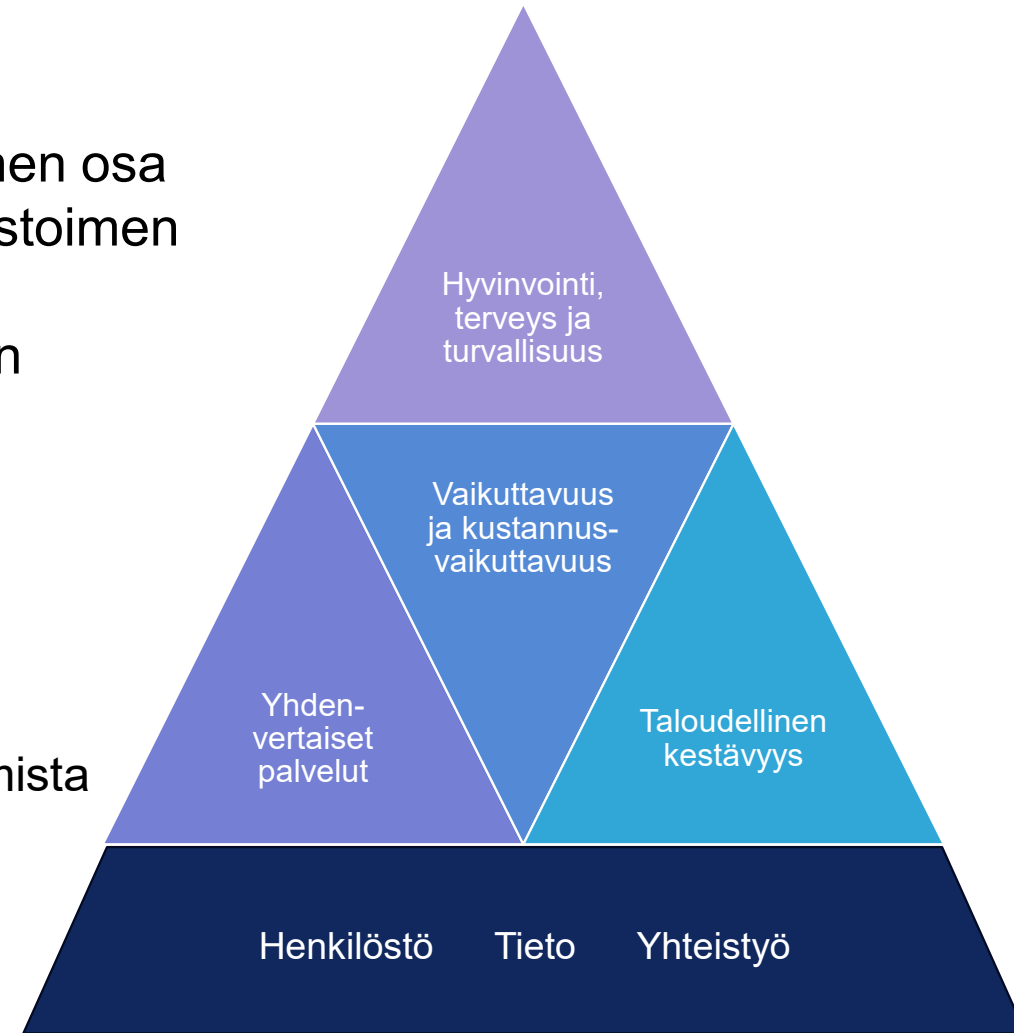 nen osa
stoimen
n
Hyvinvointi,
terveys ja
turvallisuus
Vaikuttavuus
ja kustannus-
vaikuttavuus
Yhden-
vertaiset
palvelut
Taloudellinen
kestävyys
mista
Henkilöstö Tieto Yhteistyö